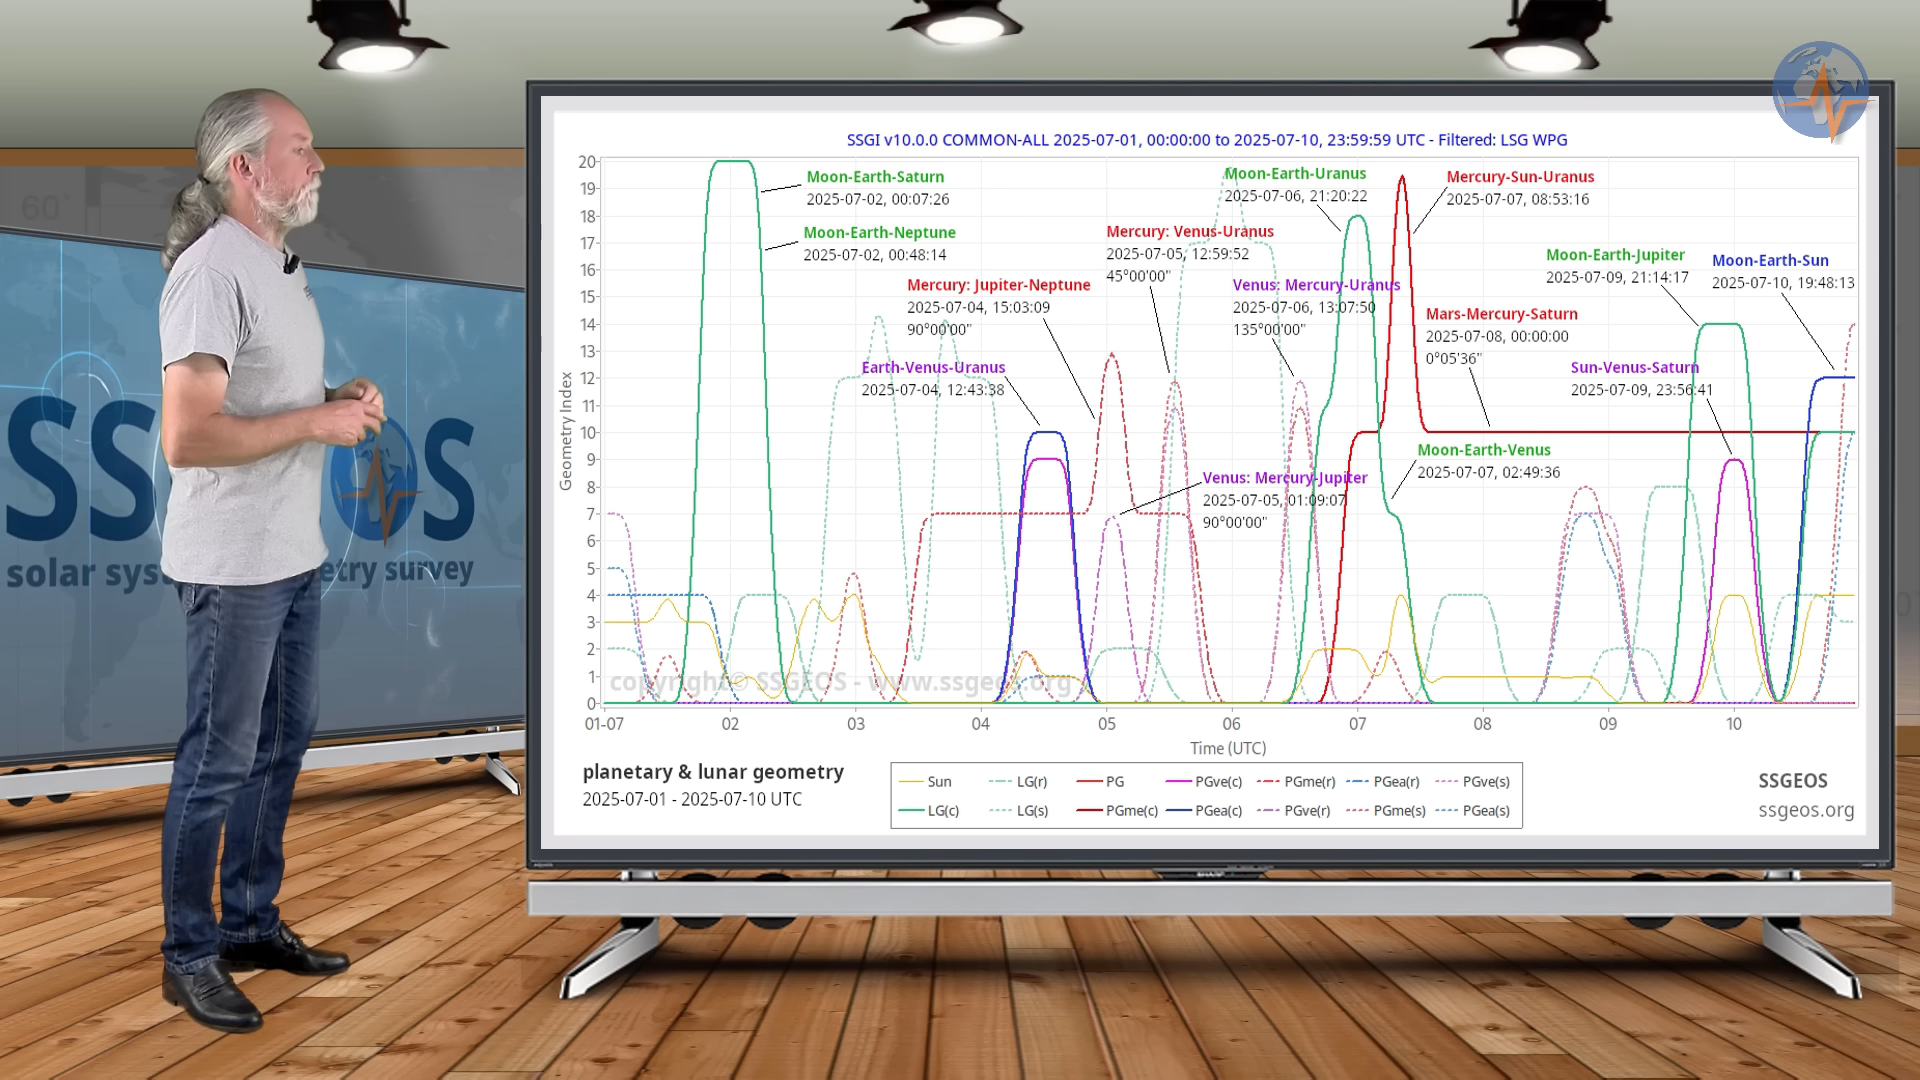 SSGI v10.0.0 COMMON-ALL 2025-07-01, 00:00:00 to 2025-07-10, 23:59:59 UTC - Filtered: LSG WPG
Geometry Index
20
19
18
17
16
15
14
13
12
11
10
9
8
7
6
5
4
3
2
1
0
Moon-Earth-Saturn
2025-07-02, 00:07:26
Moon-Earth-Neptune
2025-07-02, 00:48:14
Mercury: Jupiter-Neptune
2025-07-04, 15:03:09
90°00'00"
Earth-Venus-Uranus
2025-07-04, 12:43:38
Mercury: Venus-Uranus
2025-07-05, 12:59:52
45°00'00"
Moon-Earth-Uranus
2025-07-06, 21:20:22
Venus: Mercury-Uranus
2025-07-06, 13:07:50
135°00'00"
Venus: Mercury-Jupiter
2025-07-05, 01:09:07
90°00'00"
Mercury-Sun-Uranus
2025-07-07, 08:53:16
Mars-Mercury-Saturn
2025-07-08, 00:00:00
0°05'36"
Moon-Earth-Venus
2025-07-07, 02:49:36
Moon-Earth-Jupiter
2025-07-09, 21:14:17
Moon-Earth-Sun
2025-07-10, 19:48:13
Sun-Venus-Saturn
2025-07-09, 23:56:41
copyright© SSGEOS - www.ssgeos.org
01-07 02 03 04 05 06 07 08 09 10
Time (UTC)
planetary & lunar geometry
2025-07-01 - 2025-07-10 UTC
Sun LG(r) PG PGve(c) PGme(r) PGea(r) PGve(s)
LG(c) LG(s) PGme(c) PGea(c) PGve(r) PGme(s) PGea(s)
SSGEOS
ssgeos.org
60°